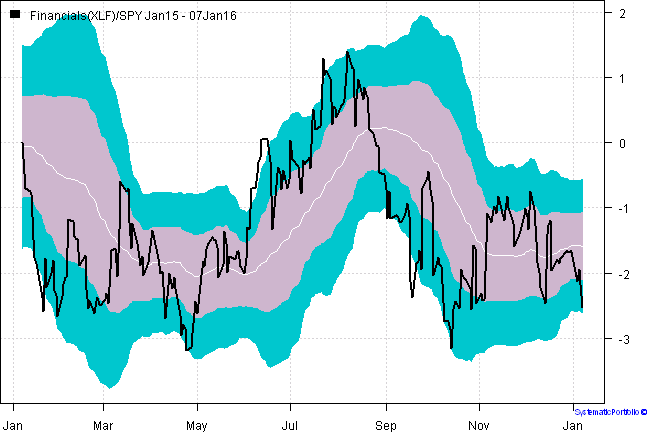 Financials(XLF)/SPY Jan15 - 07Jan16
2
1
0
-1
-2
-3
Jan Mar May Jul Sep Nov Jan
SystematicPortfolio ©